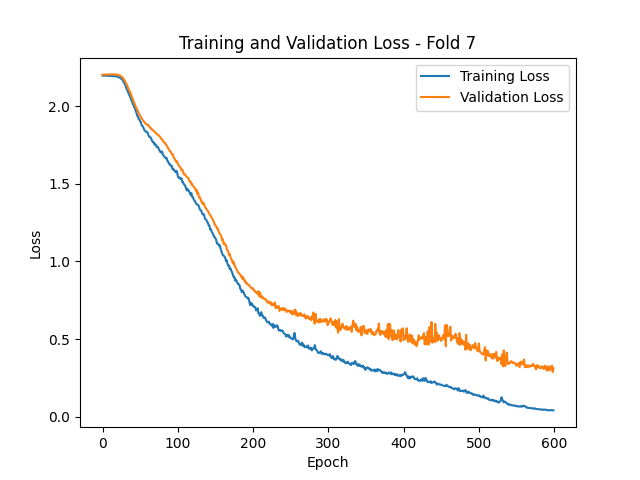 Training and Validation Loss - Fold 7
Training Loss
Validation Loss
Loss
2.0
1.5
1.0
0.5
0.0
0 100 200 300 400 500 600
Epoch